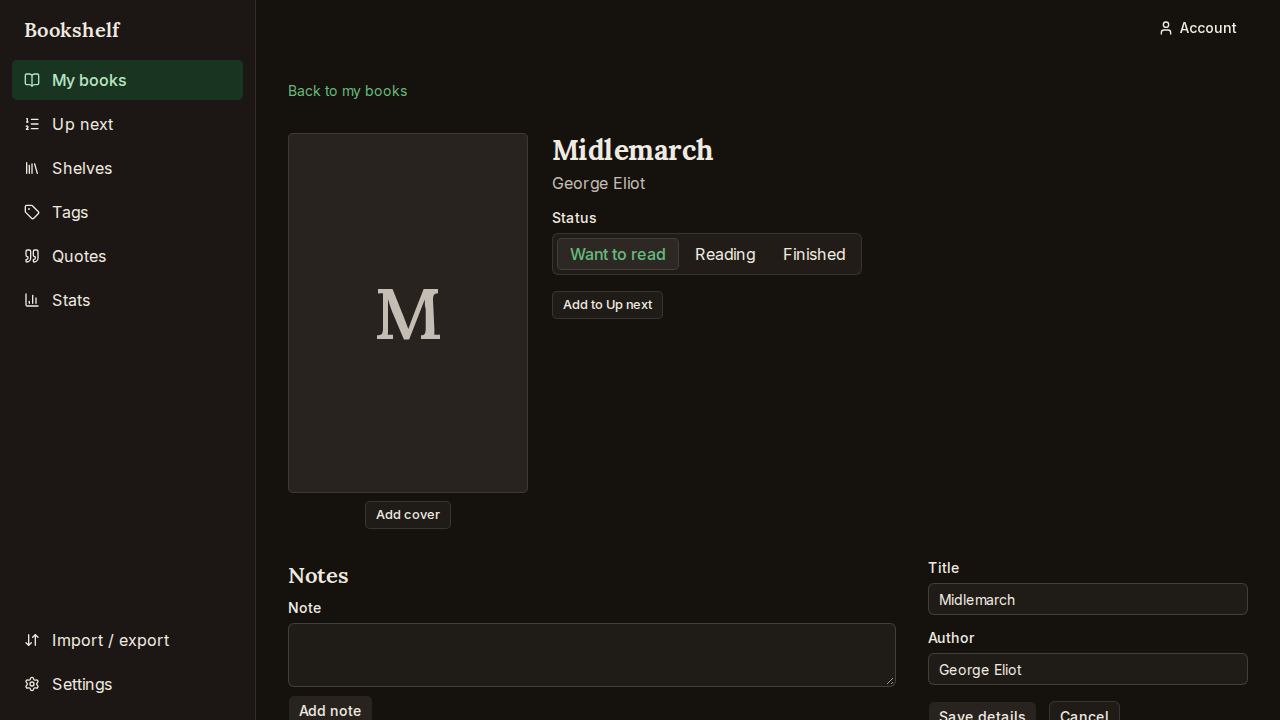 Bookshelf
My books
Up next
Shelves
Tags
Quotes
Stats
Import / export
Settings
Account
Back to my books
M
Add cover
Midlemarch
George Eliot
Status
Want to read Reading Finished
Add to Up next
Notes
Note
Add note
Title
Midlemarch
Author
George Eliot
Save details Cancel